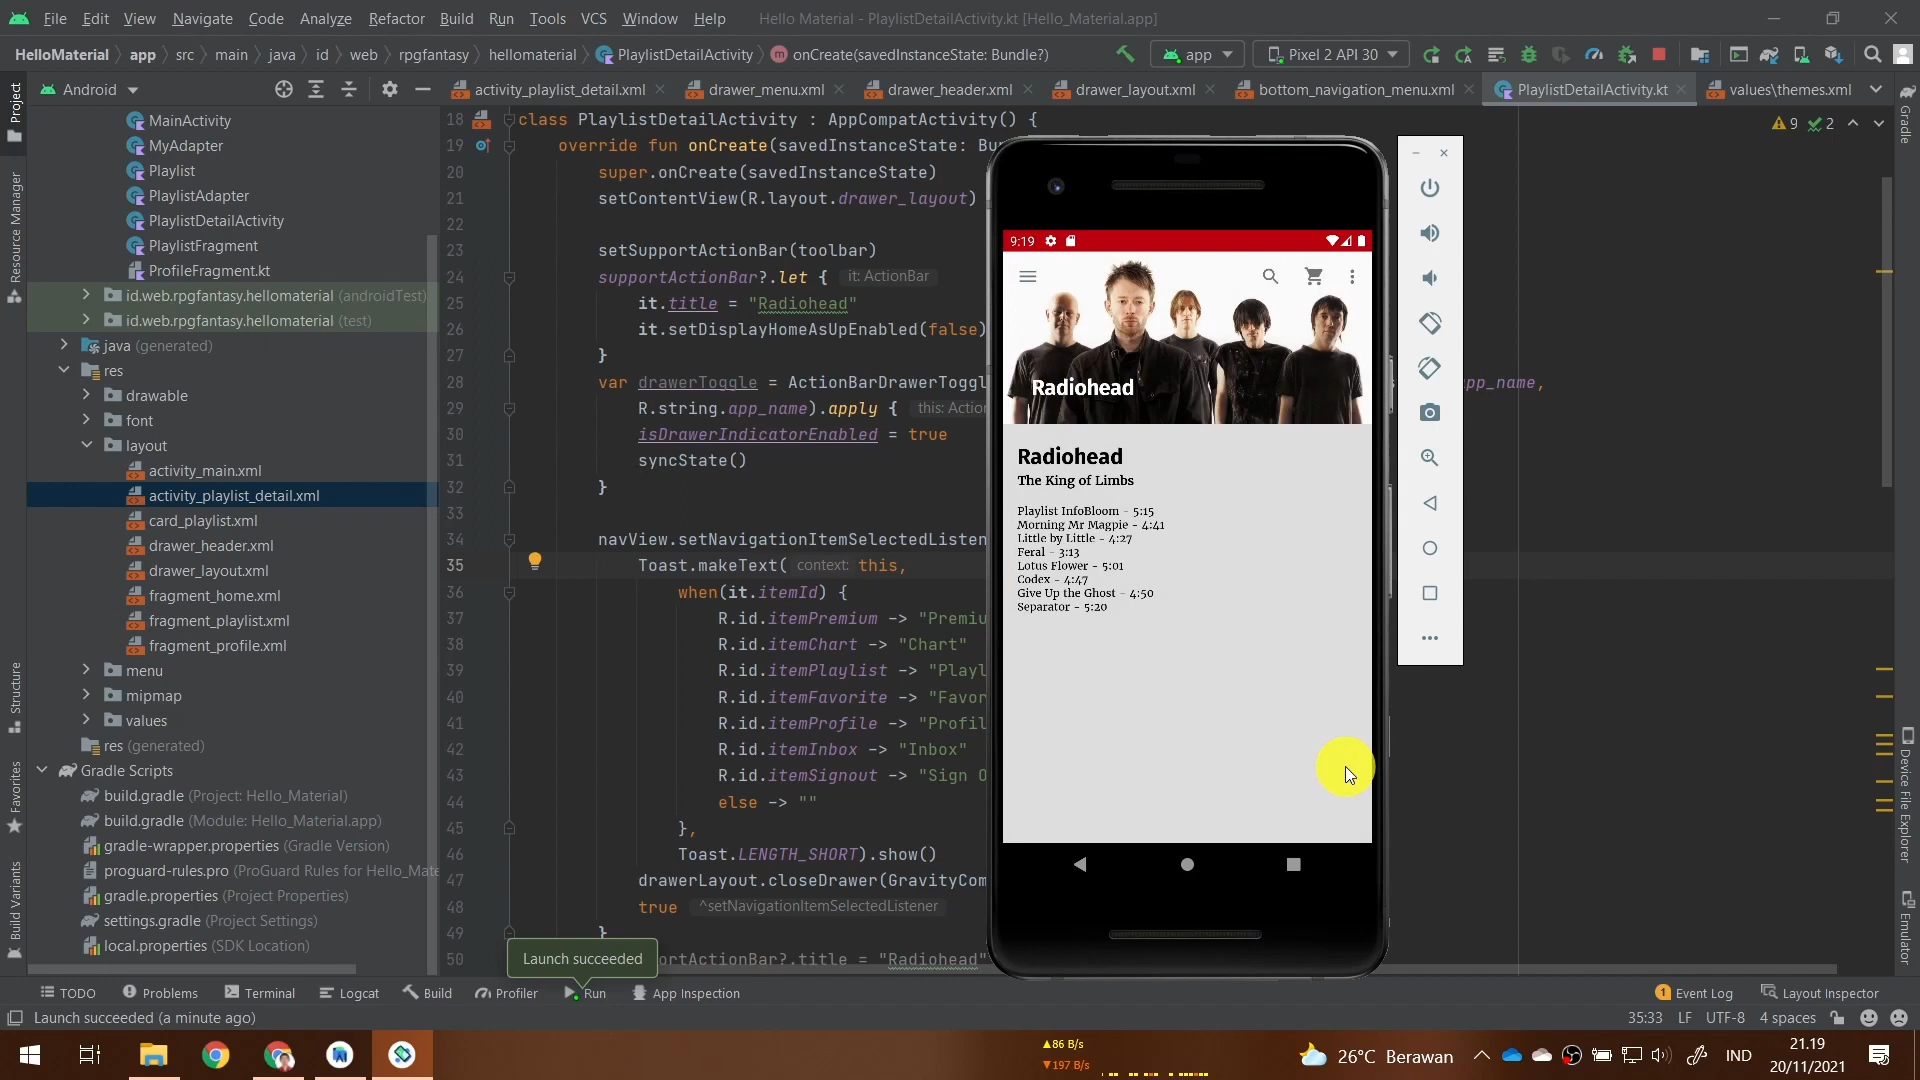 File Edit View Navigate Code Analyze Refactor Build Run Tools VCS Window Help Hello Material - PlaylistDetailActivity.kt [Hello_Material.app]
HelloMaterial app src main java id web rpgfantasy hellomaterial PlaylistDetailActivity onCreate(savedInstanceState: Bundle?) app Pixel 2 API 30
Android
activity_playlist_detail.xml drawer_menu.xml drawer_header.xml drawer_layout.xml bottom_navigation_menu.xml PlaylistDetailActivity.kt values\themes.xml
Project
Resource Manager
Structure
Favorites
Build Variants
MainActivity
MyAdapter
Playlist
PlaylistAdapter
PlaylistDetailActivity
PlaylistFragment
ProfileFragment.kt
id.web.rpgfantasy.hellomaterial (androidTest)
id.web.rpgfantasy.hellomaterial (test)
java (generated)
res
drawable
font
layout
activity_main.xml
activity_playlist_detail.xml
card_playlist.xml
drawer_header.xml
drawer_layout.xml
fragment_home.xml
fragment_playlist.xml
fragment_profile.xml
menu
mipmap
values
res (generated)
Gradle Scripts
build.gradle (Project: Hello_Material)
build.gradle (Module: Hello_Material.app)
gradle-wrapper.properties (Gradle Version)
proguard-rules.pro (ProGuard Rules for Hello_Mate
gradle.properties (Project Properties)
settings.gradle (Project Settings)
local.properties (SDK Location)
18 class PlaylistDetailActivity : AppCompatActivity() {
19 override fun onCreate(savedInstanceState: Bun
20 super.onCreate(savedInstanceState)
21 setContentView(R.layout.drawer_layout)
22
23 setSupportActionBar(toolbar)
24 supportActionBar?.let { it: ActionBar
25 it.title = "Radiohead"
26 it.setDisplayHomeAsUpEnabled(false)
27 }
28 var drawerToggle = ActionBarDrawerToggl pp_name,
29 R.string.app_name).apply { this: Actio
30 isDrawerIndicatorEnabled = true
31 syncState()
32 }
33
34 navView.setNavigationItemSelectedListen
35 Toast.makeText( context: this,
36 when(it.itemId) {
37 R.id.itemPremium -> "Premiu
38 R.id.itemChart -> "Chart"
39 R.id.itemPlaylist -> "Playl
40 R.id.itemFavorite -> "Favor
41 R.id.itemProfile -> "Profil
42 R.id.itemInbox -> "Inbox"
43 R.id.itemSignout -> "Sign O
44 else -> ""
45 },
46 Toast.LENGTH_SHORT).show()
47 drawerLayout.closeDrawer(GravityCom
48 true ^setNavigationItemSelectedListener
49 }
50 portActionBar?.title = "Radiohead"
Launch succeeded
9 2
9:19
Radiohead
Radiohead
The King of Limbs
Playlist InfoBloom - 5:15
Morning Mr Magpie - 4:41
Little by Little - 4:27
Feral - 3:13
Lotus Flower - 5:01
Codex - 4:47
Give Up the Ghost - 4:50
Separator - 5:20
Gradle
Device File Explorer
Emulator
TODO Problems Terminal Logcat Build Profiler Run App Inspection 1 Event Log Layout Inspector
Launch succeeded (a minute ago) 35:33 LF UTF-8 4 spaces
86 B/s
197 B/s
26°C Berawan
IND
21.19
20/11/2021